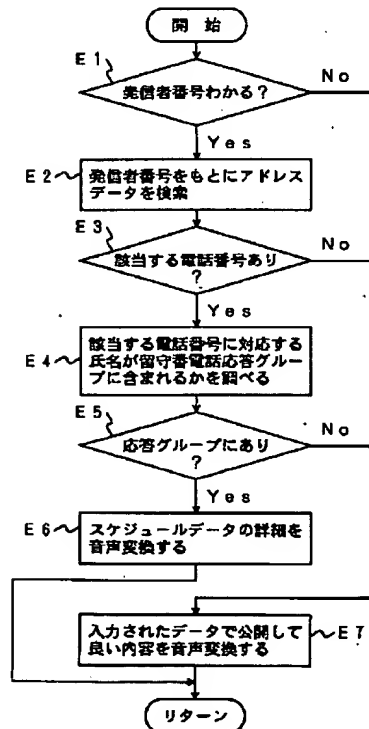 開 始
E1
発信者番号わかる?
No
Yes
E2
発信者番号をもとにアドレス
データを検索
E3
該当する電話番号あり
?
No
Yes
E4
該当する電話番号に対応する
氏名が留守番電話応答グルー
プに含まれるかを調べる
E5
応答グループにあり
?
No
Yes
E6
スケジュールデータの詳細を
音声変換する
入力されたデータで公開して
良い内容を音声変換する
E7
リターン